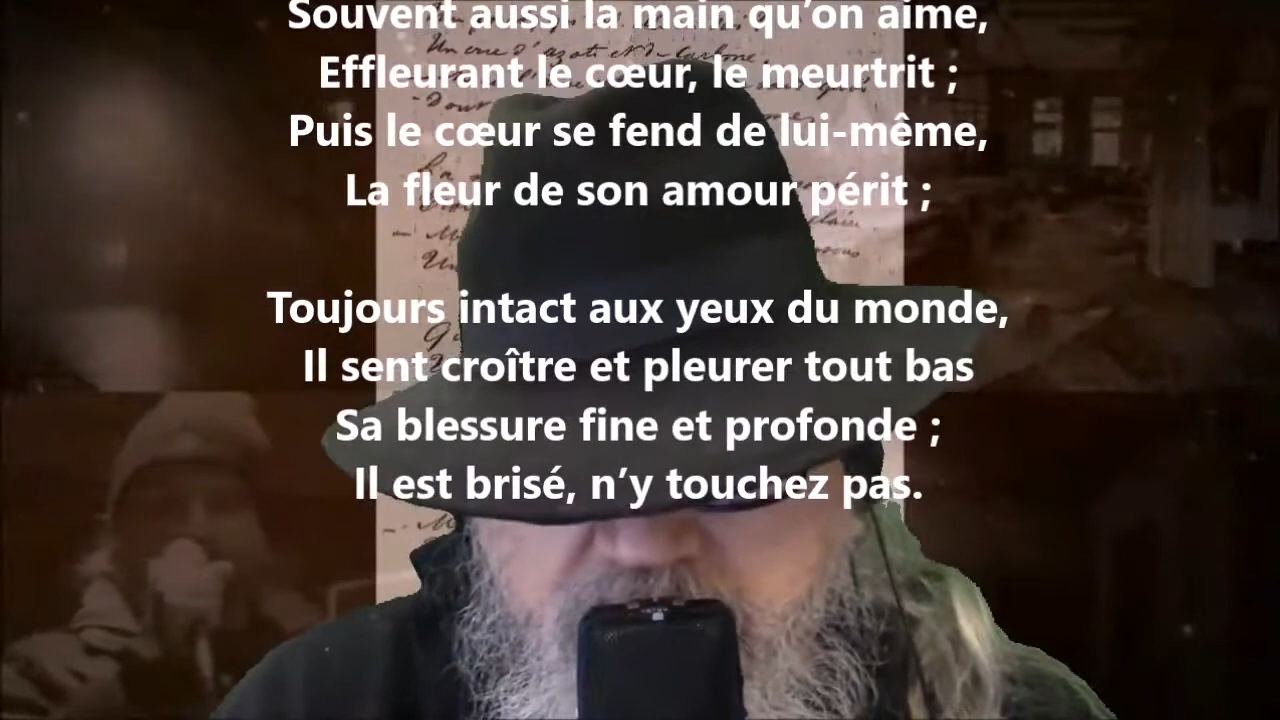 Souvent aussi la main qu’on aime,
Effleurant le cœur, le meurtrit ;
Puis le cœur se fend de lui-même,
La fleur de son amour périt ;
Toujours intact aux yeux du monde,
Il sent croître et pleurer tout bas
Sa blessure fine et profonde ;
Il est brisé, n’y touchez pas.